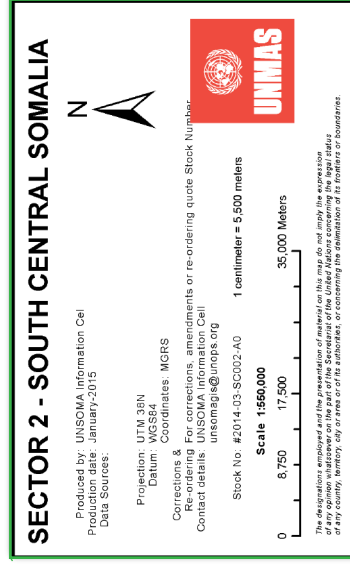 SECTOR 2 - SOUTH CENTRAL SOMALIA
N
UNMAS
Produced by: UNSOMA Information Cel
Production date: January-2015
Data Sources:
Projection: UTM 38N
Datum: WGS84
Coordinates: MGRS
Corrections &
Re-ordering For corrections, amendments or re-ordering quote Stock Number
Contact details: UNSOMA Information Cell
unsomagis@unops.org
Stock No. #2014-03-SC002-A0 1 centimeter = 5,500 meters
Scale 1:550,000
0 8,750 17,500 35,000 Meters
The designations employed and the presentation of material on this map do not imply the expression
of any opinion whatsoever on the part of the Secretariat of the United Nations concerning the legal status
of any country, territory, city or area or of its authorities, or concerning the delimitation of its frontiers or boundaries.